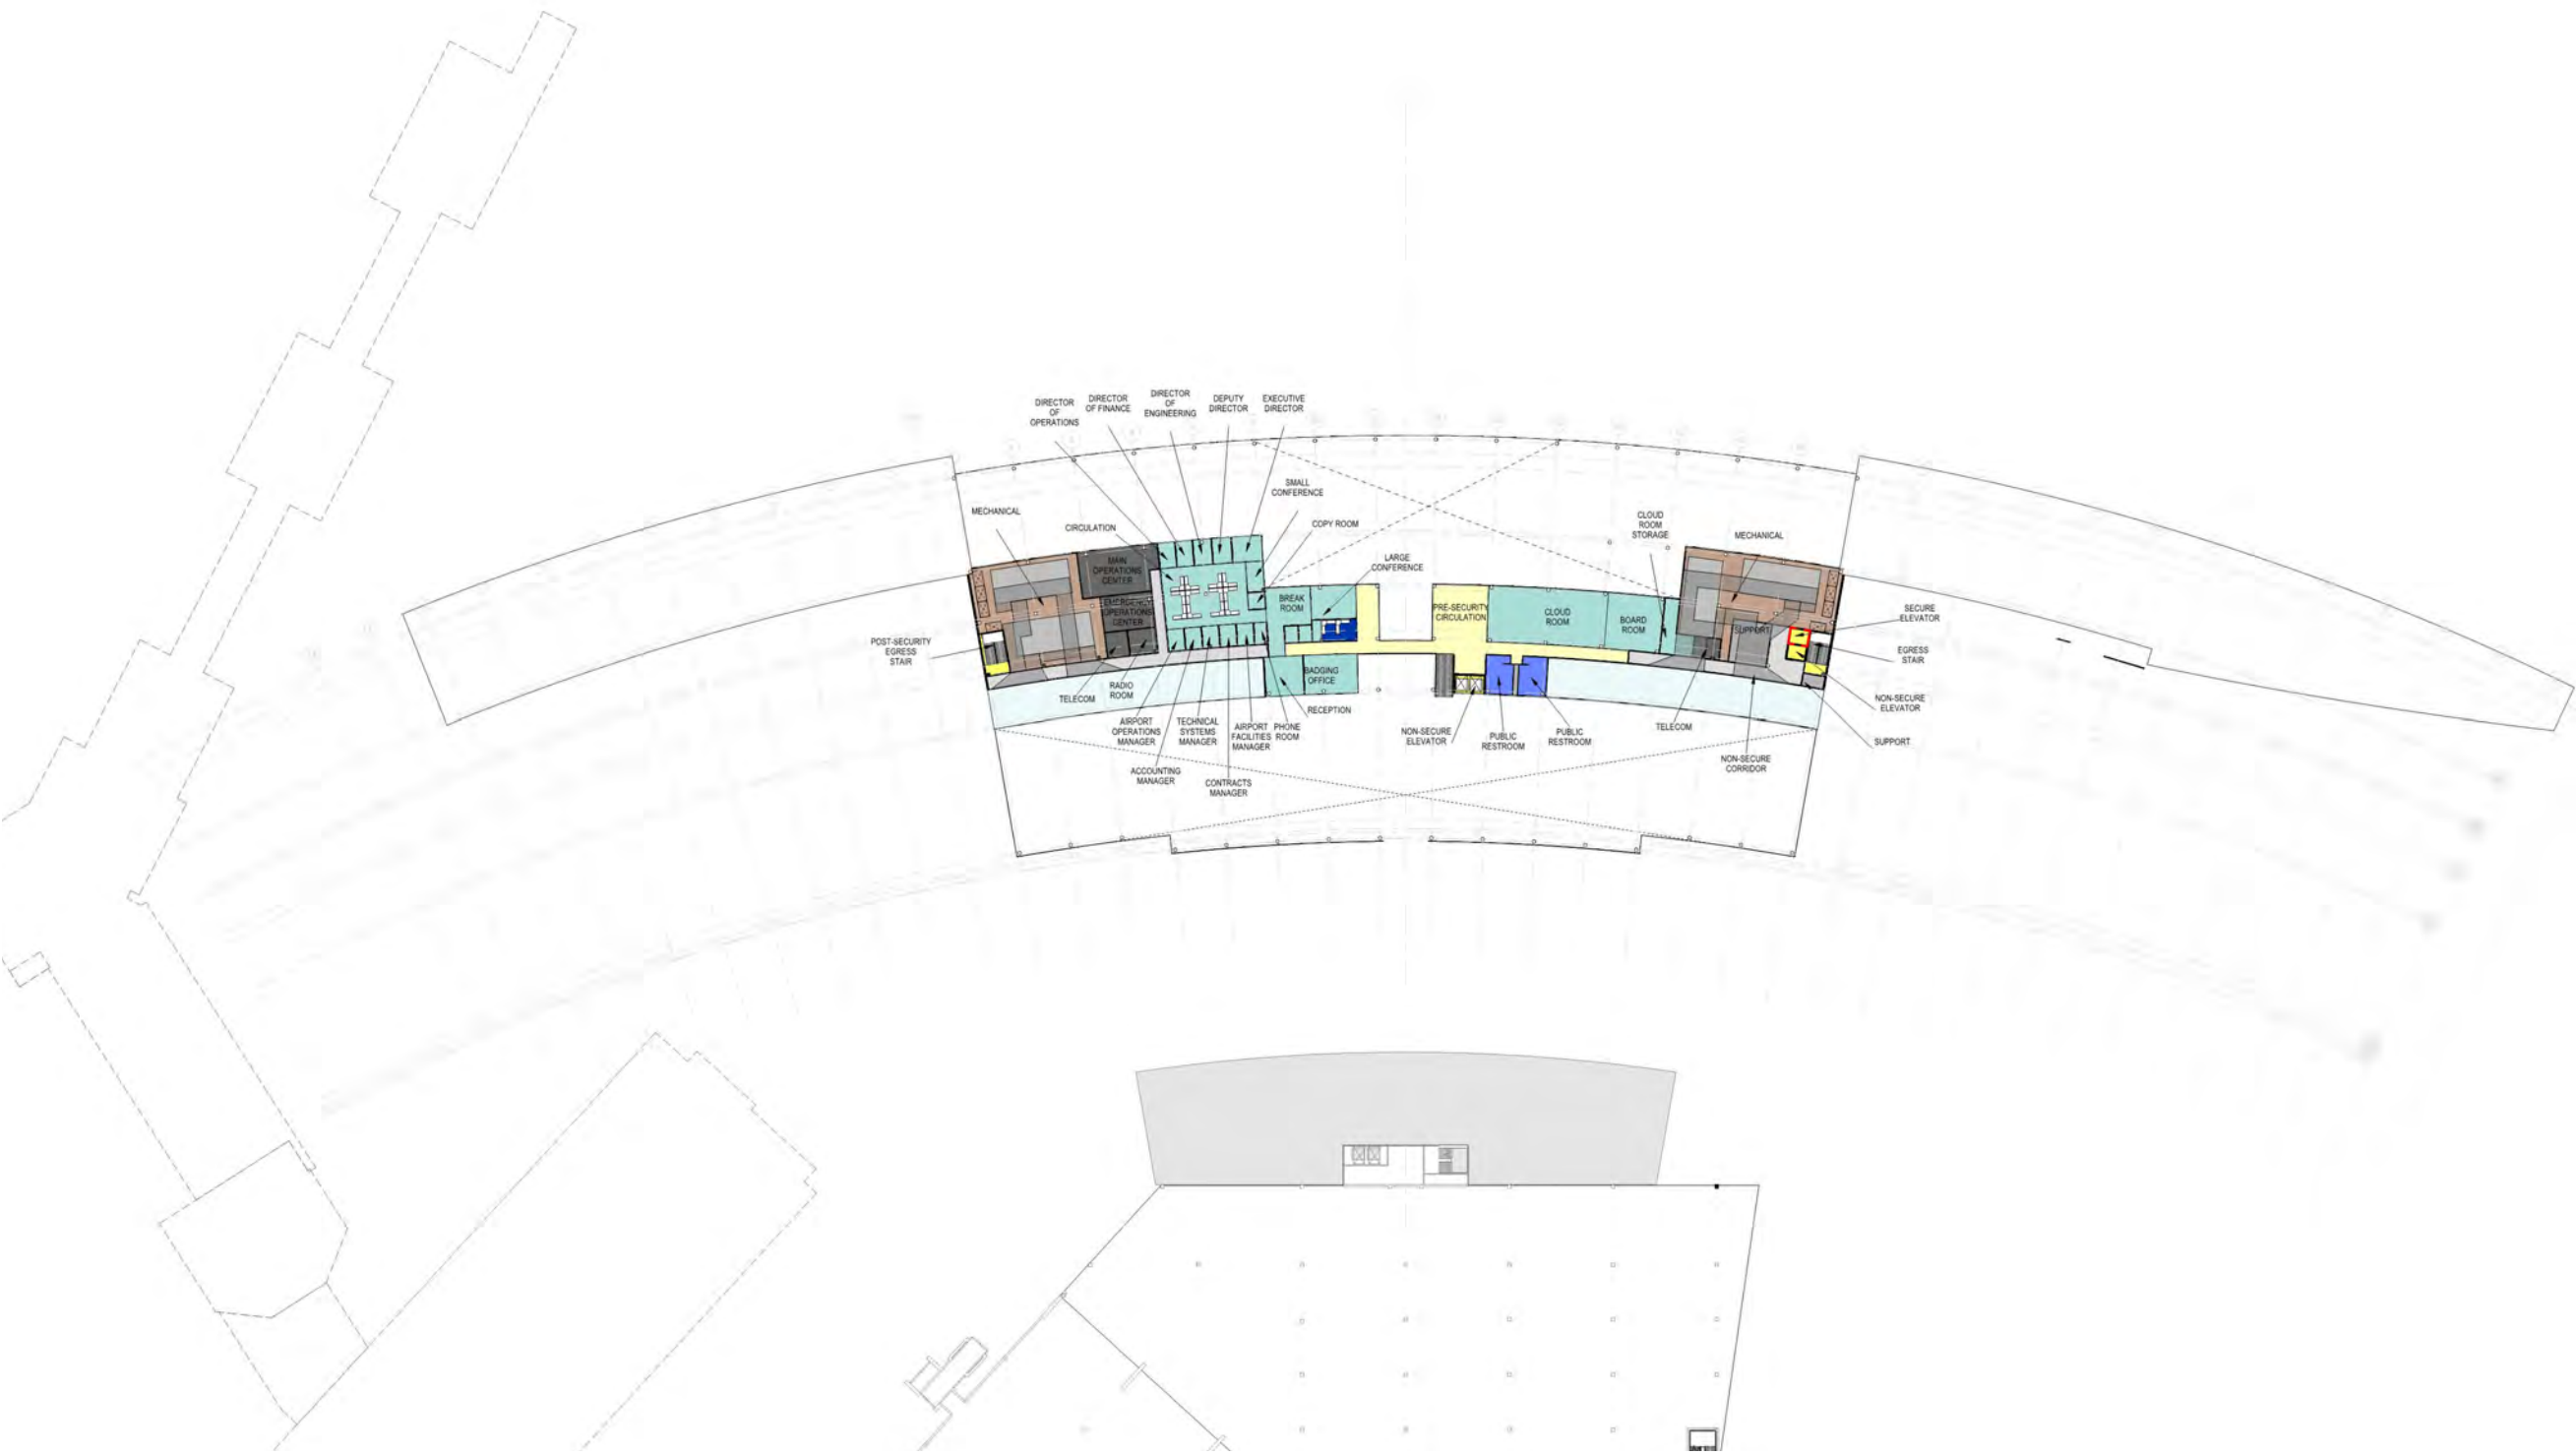 DIRECTOR
OF
OPERATIONS
DIRECTOR
OF FINANCE
DIRECTOR
OF
ENGINEERING
DEPUTY
DIRECTOR
EXECUTIVE
DIRECTOR
SMALL
CONFERENCE
MECHANICAL
CIRCULATION
COPY ROOM
CLOUD
ROOM
STORAGE
MECHANICAL
LARGE
CONFERENCE
MAIN
OPERATIONS
CENTER
EMERGENCY
OPERATIONS
CENTER
BREAK
ROOM
PRE-SECURITY
CIRCULATION
CLOUD
ROOM
BOARD
ROOM
SUPPORT
SECURE
ELEVATOR
POST-SECURITY
EGRESS
STAIR
EGRESS
STAIR
BADGING
OFFICE
TELECOM
RADIO
ROOM
RECEPTION
NON-SECURE
ELEVATOR
AIRPORT
OPERATIONS
MANAGER
TECHNICAL
SYSTEMS
MANAGER
AIRPORT
FACILITIES
MANAGER
PHONE
ROOM
NON-SECURE
ELEVATOR
PUBLIC
RESTROOM
PUBLIC
RESTROOM
TELECOM
SUPPORT
ACCOUNTING
MANAGER
CONTRACTS
MANAGER
NON-SECURE
CORRIDOR